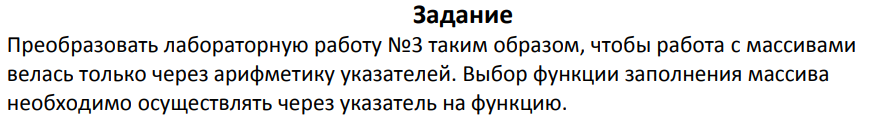 Задание
Преобразовать лабораторную работу №3 таким образом, чтобы работа с массивами
велась только через арифметику указателей. Выбор функции заполнения массива
необходимо осуществлять через указатель на функцию.